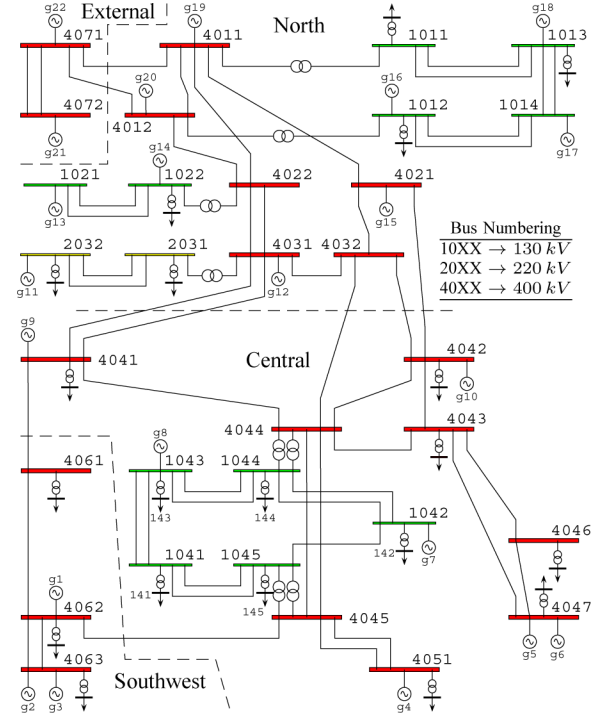 g22
External
g19
North
g18
4071
4011
1011
1013
g20
g16
4072
4012
1012
1014
g21
g14
g17
1021
1022
4022
4021
g13
g15
Bus Numbering
10XX → 130 kV
20XX → 220 kV
40XX → 400 kV
2032
2031
4031
4032
g11
g12
g9
Central
4041
4042
g10
4044
4043
g8
1043
1044
4061
143
144
1042
142
g7
4046
1041
1045
g1
141
145
4062
4045
4047
g5
g6
4063
Southwest
4051
g2
g3
g4